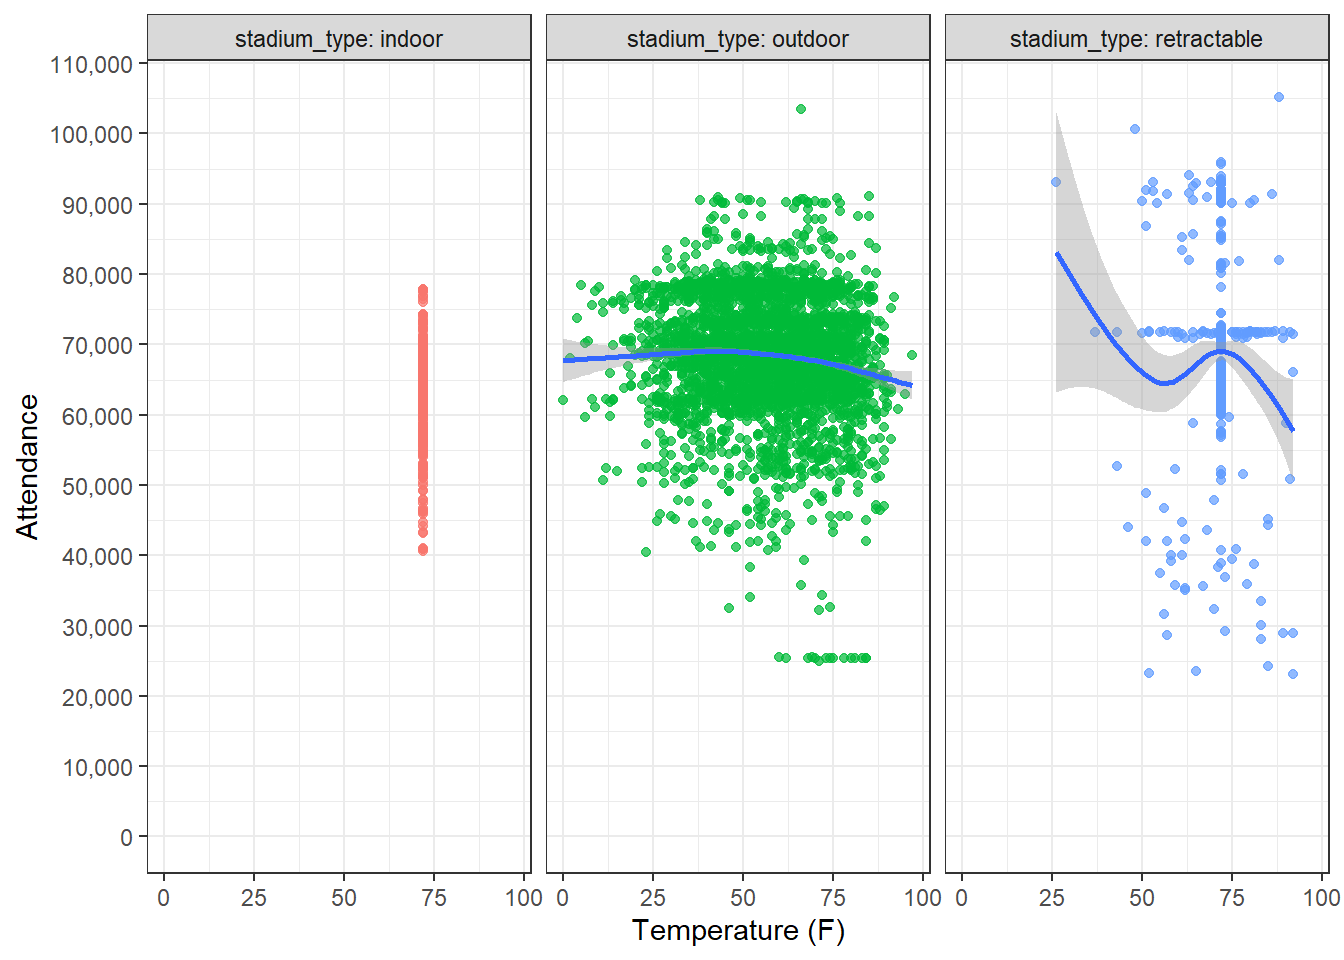 stadium_type: indoor
stadium_type: outdoor
stadium_type: retractable
110,000
100,000
90,000
80,000
70,000
60,000
50,000
40,000
30,000
20,000
10,000
0
Attendance
0 25 50 75 100
0 25 50 75 100
0 25 50 75 100
Temperature (F)